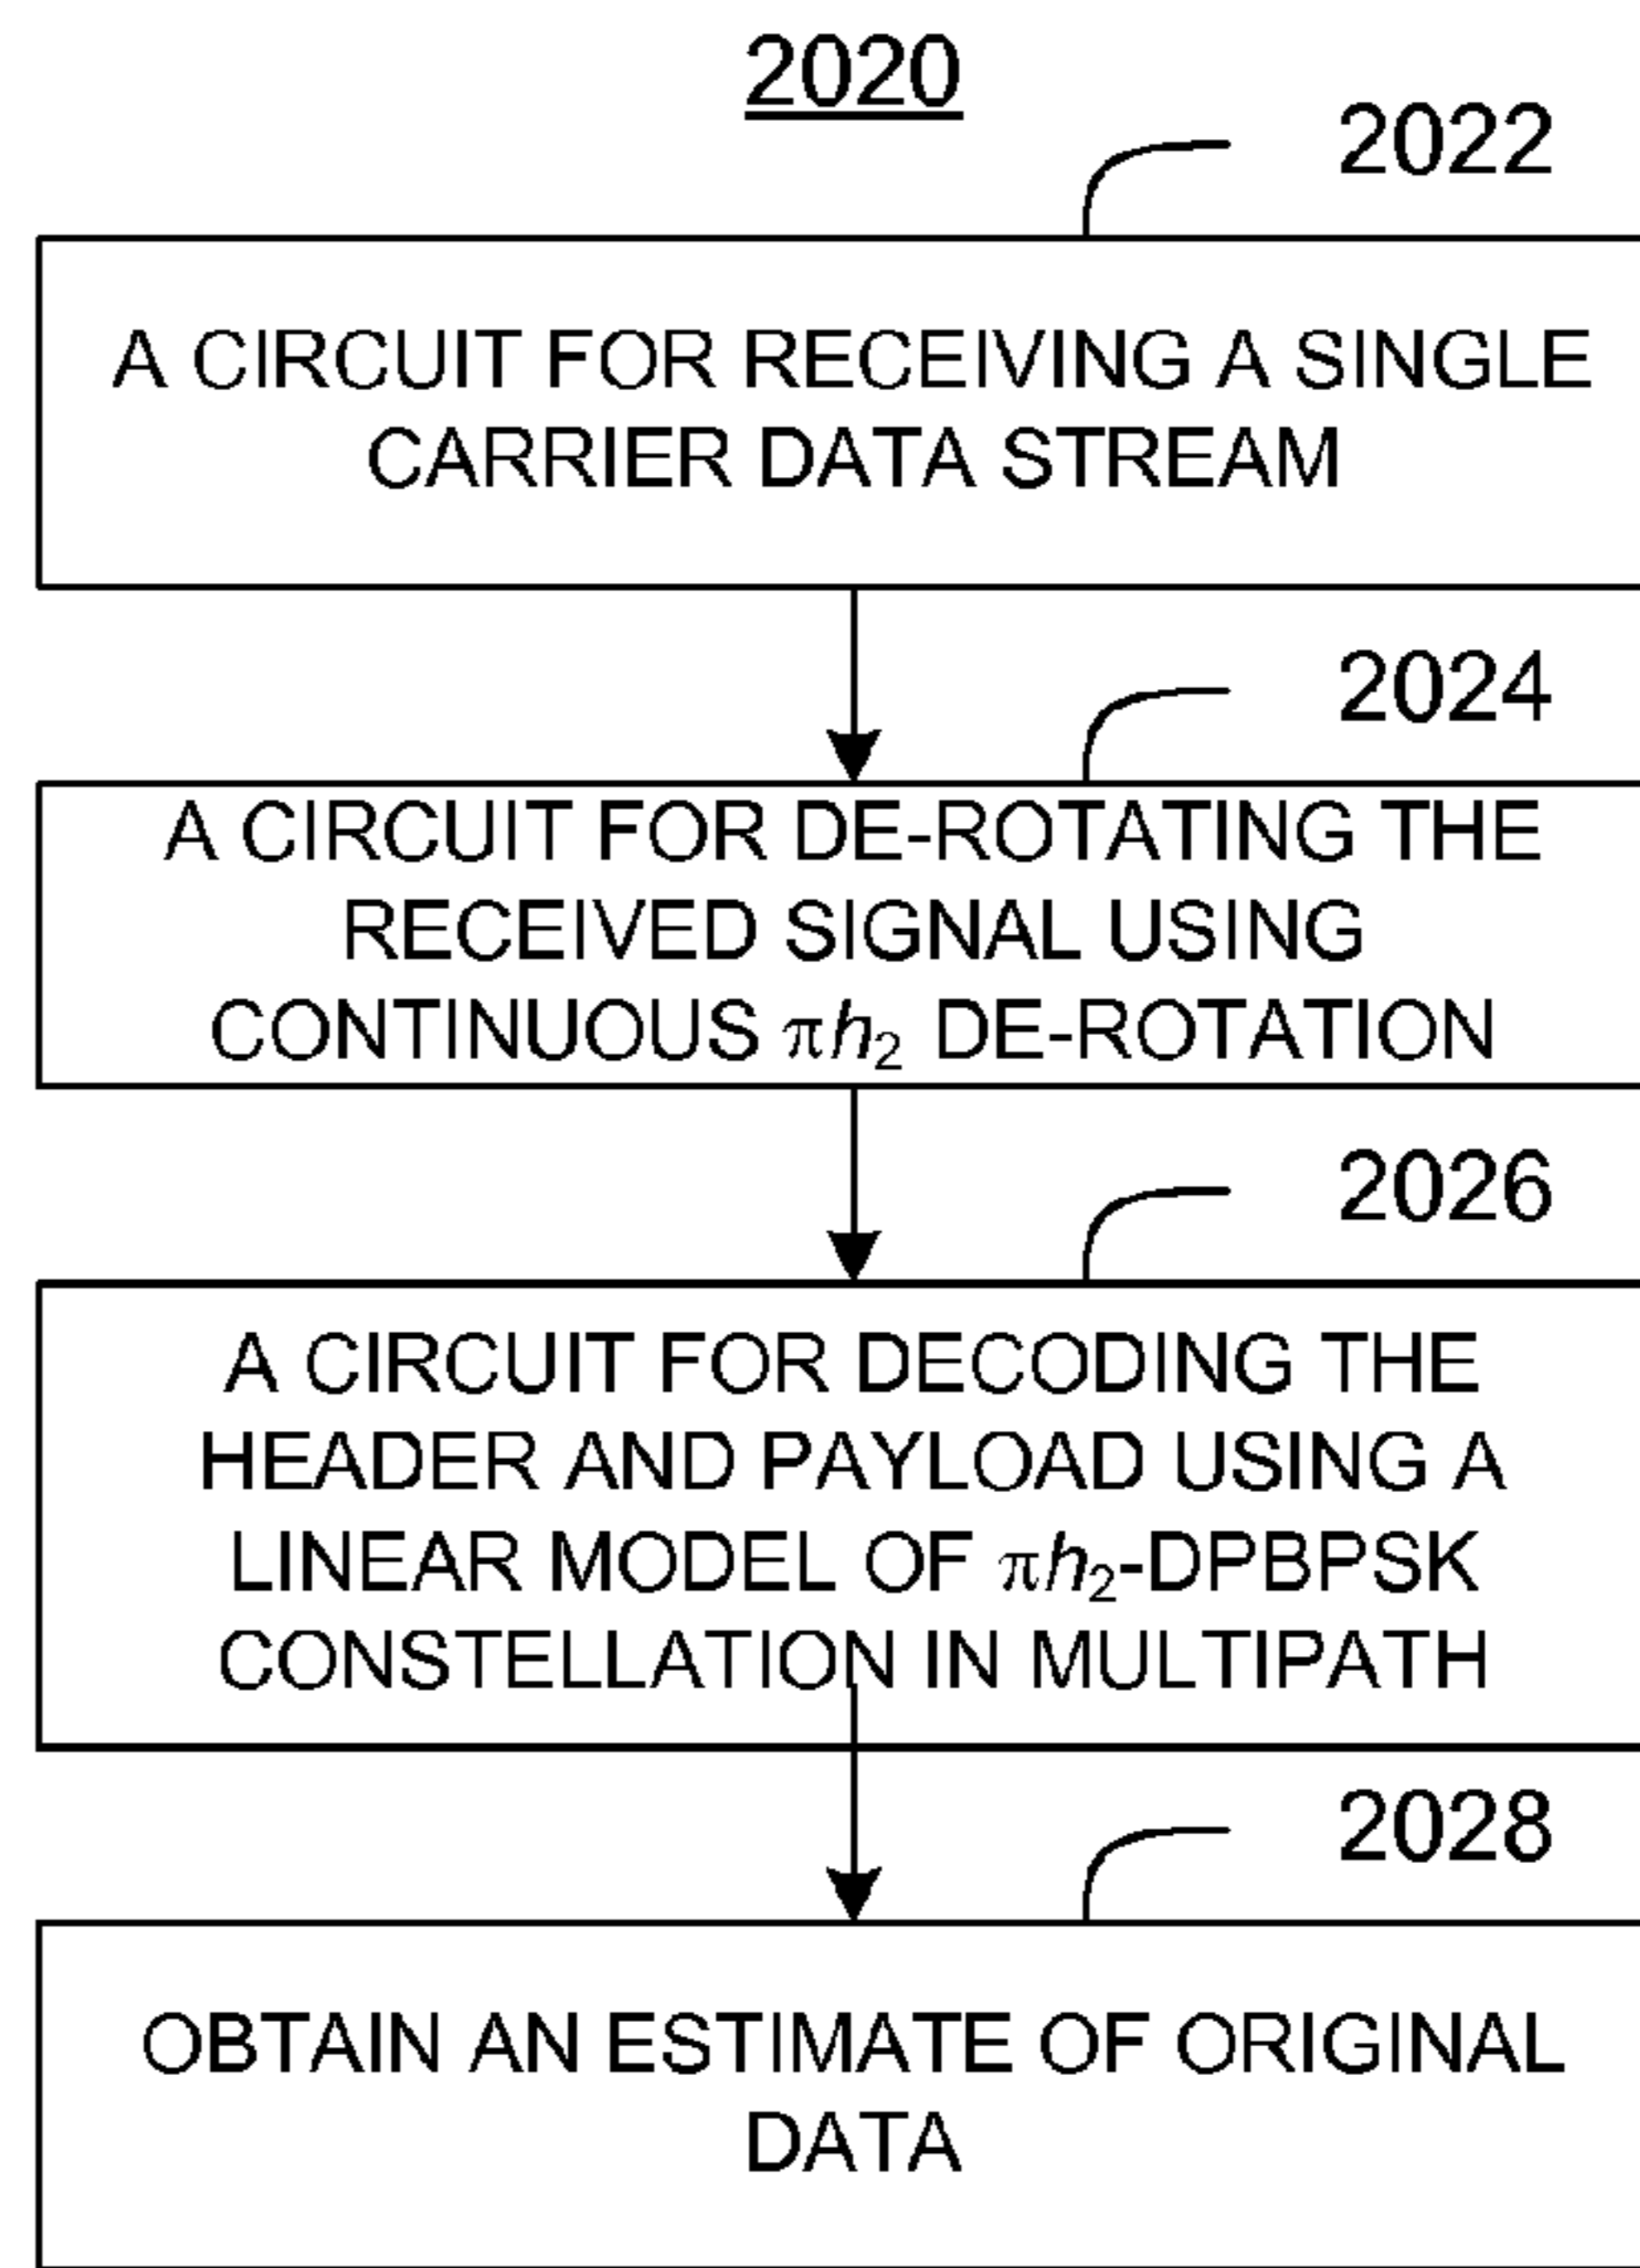 2020
2022
A CIRCUIT FOR RECEIVING A SINGLE
CARRIER DATA STREAM
2024
A CIRCUIT FOR DE-ROTATING THE
RECEIVED SIGNAL USING
CONTINUOUS πh₂ DE-ROTATION
2026
A CIRCUIT FOR DECODING THE
HEADER AND PAYLOAD USING A
LINEAR MODEL OF πh₂-DPBPSK
CONSTELLATION IN MULTIPATH
2028
OBTAIN AN ESTIMATE OF ORIGINAL
DATA